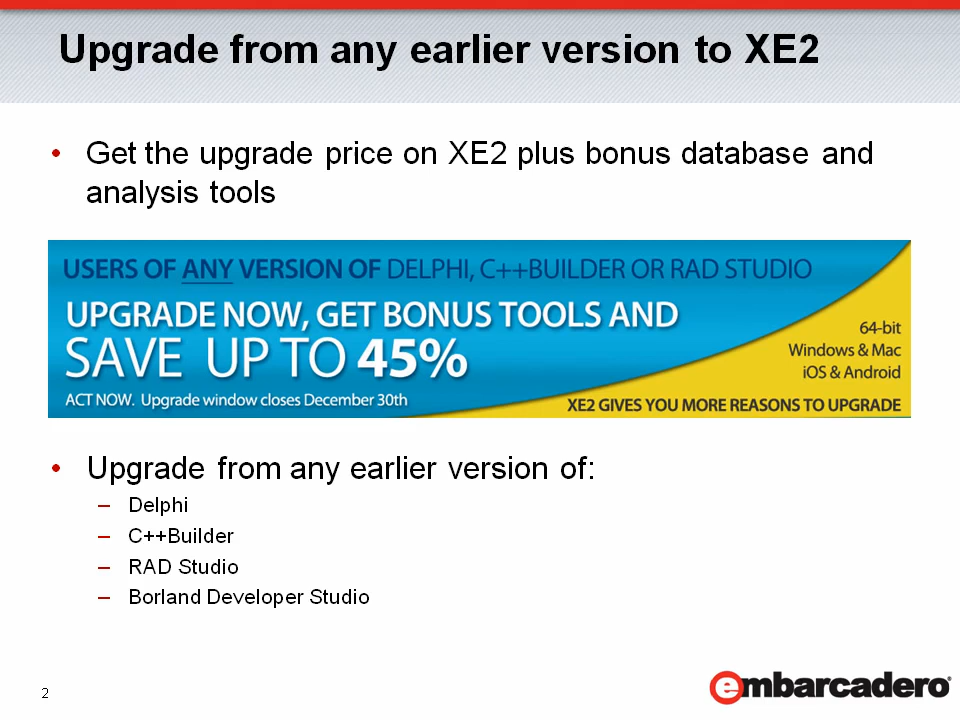 Upgrade from any earlier version to XE2
• Get the upgrade price on XE2 plus bonus database and
analysis tools
USERS OF ANY VERSION OF DELPHI, C++BUILDER OR RAD STUDIO
UPGRADE NOW, GET BONUS TOOLS AND
SAVE UP TO 45%
ACT NOW. Upgrade window closes December 30th
64-bit
Windows & Mac
iOS & Android
XE2 GIVES YOU MORE REASONS TO UPGRADE
• Upgrade from any earlier version of:
– Delphi
– C++Builder
– RAD Studio
– Borland Developer Studio
2
embarcadero®